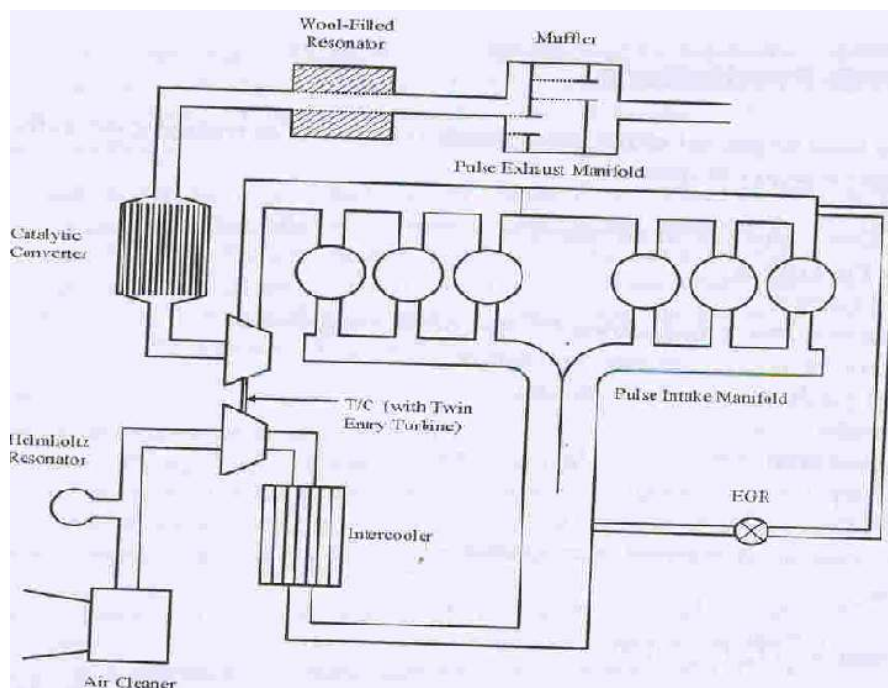 Wool-Filled
Resonator
Muffler
Pulse Exhaust Manifold
Catalytic
Converter
Pulse Intake Manifold
T/C (with Twin
Entry Turbine)
Helmholtz
Resonator
EGR
Intercooler
Air Cleaner